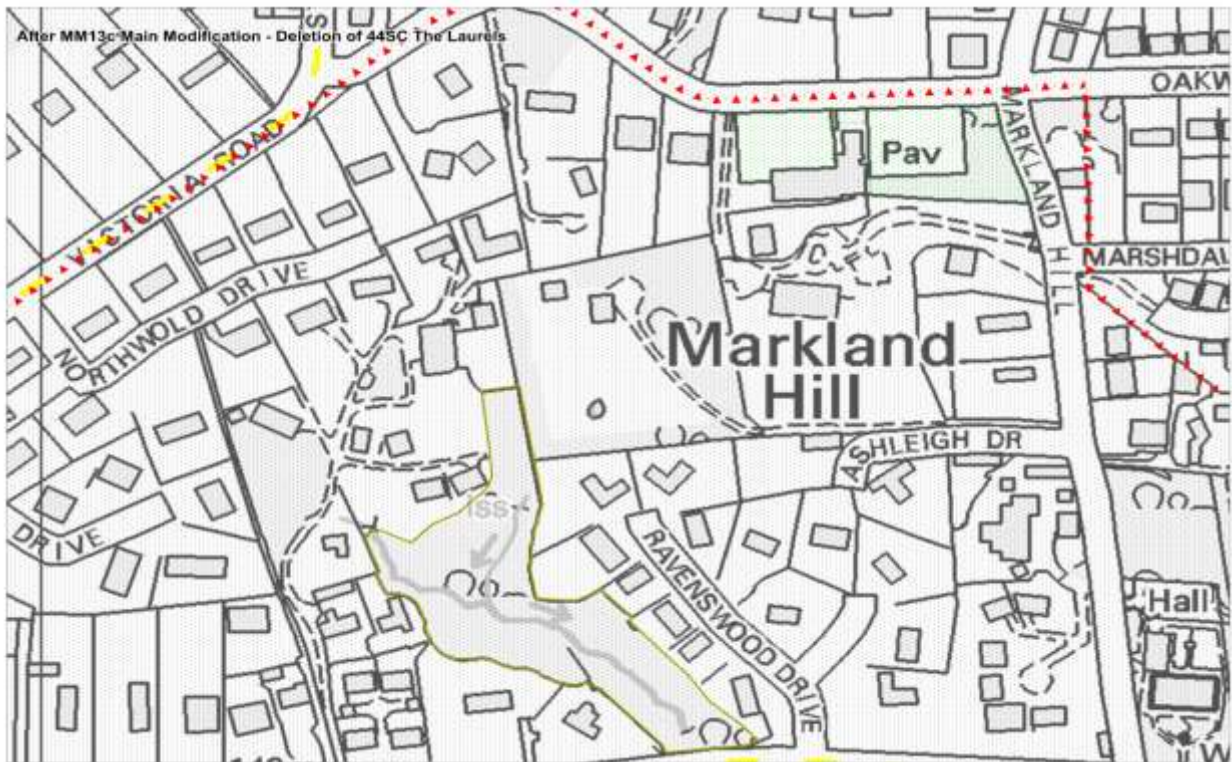 After MM13c Main Modification - Deletion of 44SC The Laurels
S
OAKW
VICTORIA ROAD
MARKLAND HILL
Pav
MARSHDAL
NORTHWOLD DRIVE
Markland
Hill
ASHLEIGH DR
Iss
DRIVE
RAVENSWOOD DRIVE
Hall
W